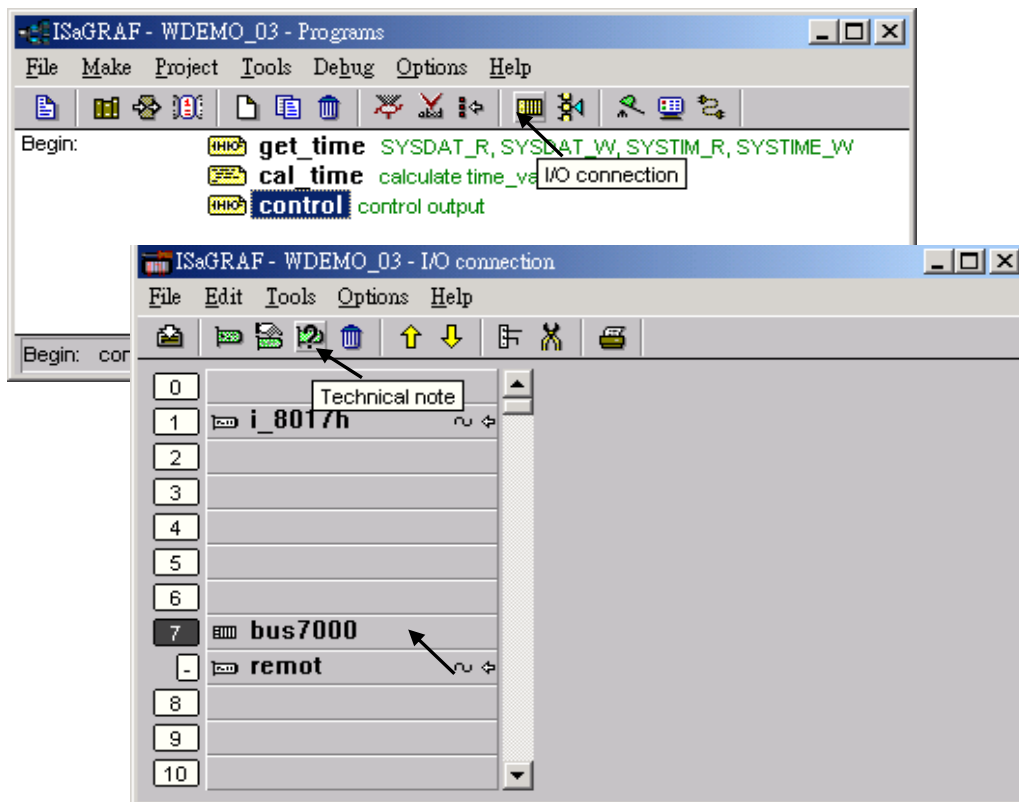 ISaGRAF - WDEMO_03 - Programs
File Make Project Tools Debug Options Help
Begin:
get_time SYSDAT_R, SYSDAT_W, SYSTIM_R, SYSTIME_W
I/O connection
cal_time calculate time_va
control control output
Begin: cor
ISaGRAF - WDEMO_03 - I/O connection
File Edit Tools Options Help
Technical note
0
1 i_8017h
2
3
4
5
6
7 bus7000
- remot
8
9
10